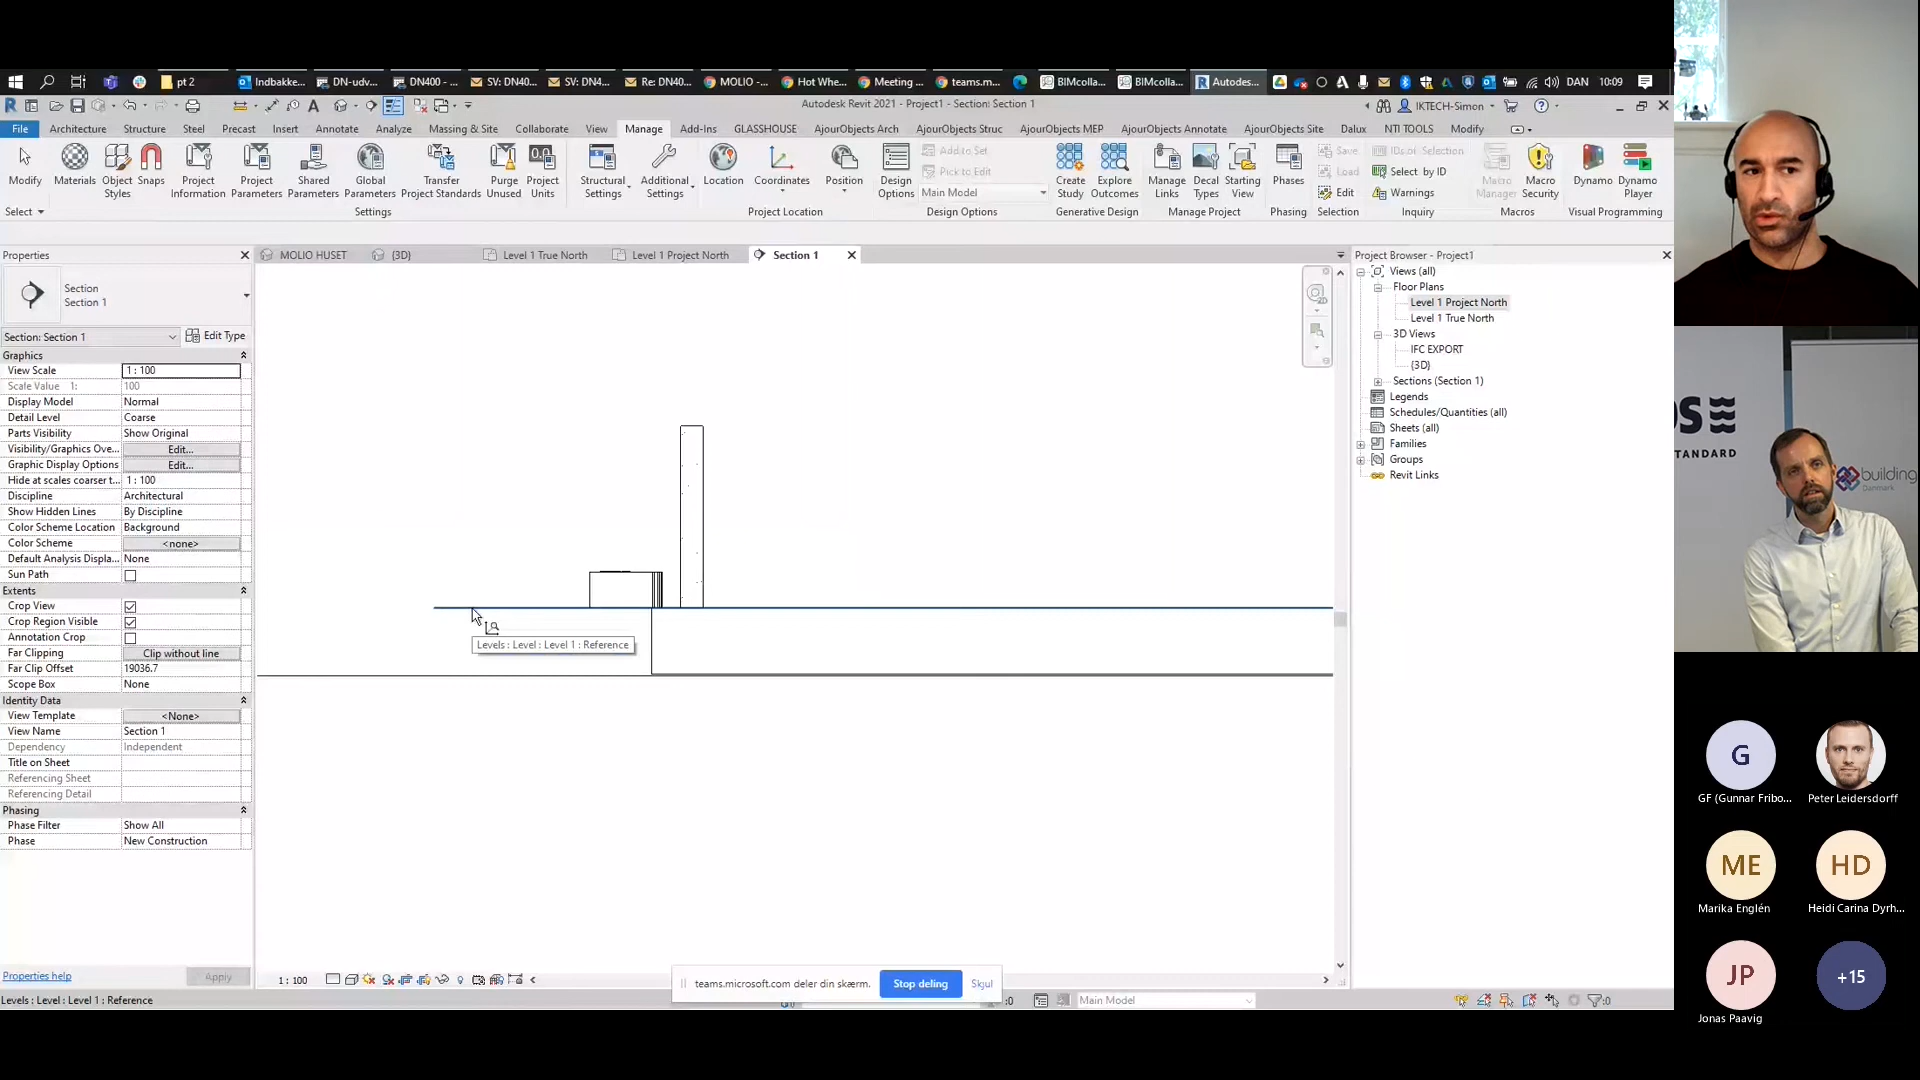 pt 2 Indbakke... DN-udv... DN400 - ... SV: DN40... SV: DN4... Re: DN40... MOLIO -... Hot Whe... Meeting ... teams.m... BIMcolla... BIMcolla... Autodes... DAN 10:09
Autodesk Revit 2021 - Project1 - Section: Section 1 IKTECH-Simon
File Architecture Structure Steel Precast Insert Annotate Analyze Massing & Site Collaborate View Manage Add-Ins GLASSHOUSE AjourObjects Arch AjourObjects Struc AjourObjects MEP AjourObjects Annotate AjourObjects Site Dalux NTI TOOLS Modify
Modify Materials Object Styles Snaps Project Information Project Parameters Shared Parameters Global Parameters Transfer Project Standards Purge Unused Project Units Structural Settings Additional Settings Location Coordinates Position Design Options Add to Set Pick to Edit Main Model Create Study Explore Outcomes Manage Links Decal Types Starting View Phases Save Load Edit IDs of Selection Select by ID Warnings Macro Manager Macro Security Dynamo Dynamo Player
Select Settings Project Location Design Options Generative Design Manage Project Phasing Selection Inquiry Macros Visual Programming
Properties
MOLIO HUSET {3D} Level 1 True North Level 1 Project North Section 1
Project Browser - Project1
Section
Section 1
Section: Section 1 Edit Type
Graphics
View Scale 1 : 100
Scale Value 1: 100
Display Model Normal
Detail Level Coarse
Parts Visibility Show Original
Visibility/Graphics Ove... Edit...
Graphic Display Options Edit...
Hide at scales coarser t... 1 : 100
Discipline Architectural
Show Hidden Lines By Discipline
Color Scheme Location Background
Color Scheme <none>
Default Analysis Displa... None
Sun Path
Extents
Crop View
Crop Region Visible
Annotation Crop
Far Clipping Clip without line
Far Clip Offset 19036.7
Scope Box None
Identity Data
View Template <None>
View Name Section 1
Dependency Independent
Title on Sheet
Referencing Sheet
Referencing Detail
Phasing
Phase Filter Show All
Phase New Construction
Properties help Apply
Levels : Level : Level 1 : Reference
Levels : Level : Level 1 : Reference
1 : 100
teams.microsoft.com deler din skærm. Stop deling Skjul
:0 Main Model :0
Views (all)
Floor Plans
Level 1 Project North
Level 1 True North
3D Views
IFC EXPORT
{3D}
Sections (Section 1)
Legends
Schedules/Quantities (all)
Sheets (all)
Families
Groups
Revit Links
TANDARD
building
Danmark
G
GF (Gunnar Fribo...
Peter Leidersdorff
ME
Marika Englén
HD
Heidi Carina Dyrh...
JP
Jonas Paavig
+15